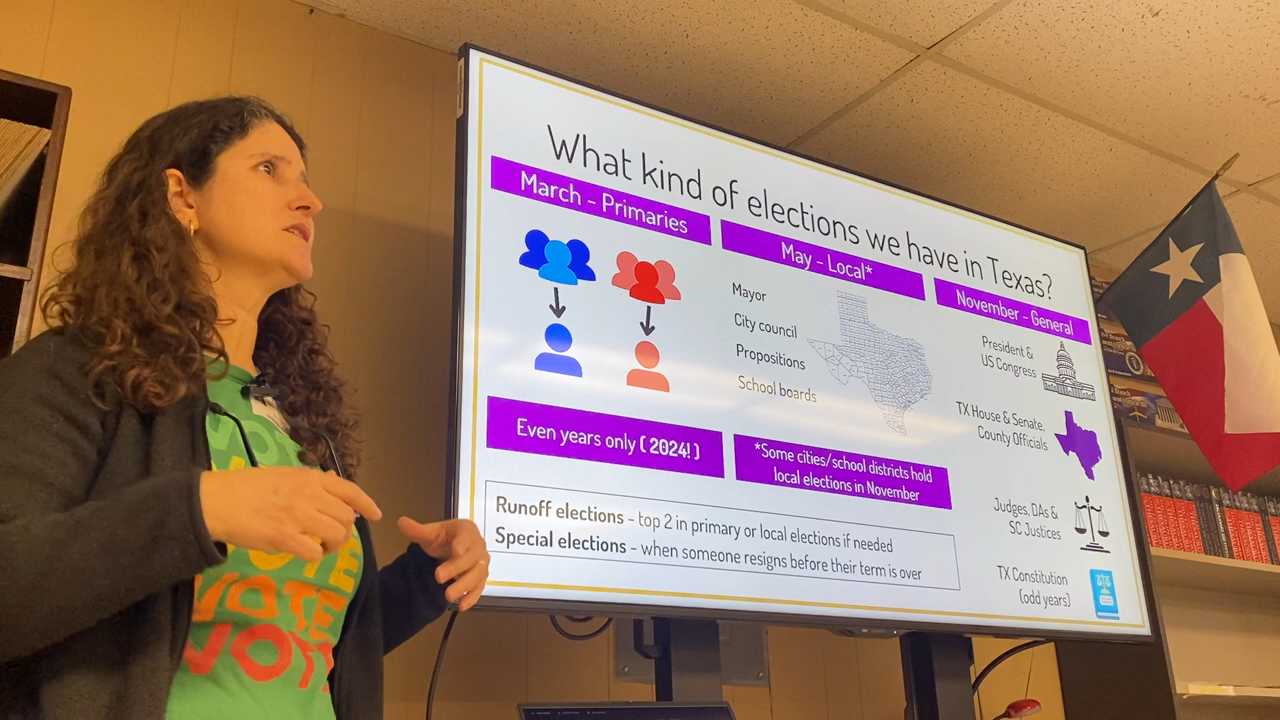 What kind of elections we have in Texas?
March - Primaries
May - Local*
November - General
Mayor
City council
Propositions
School boards
President &
US Congress
TX House & Senate,
County Officials
Judges, DAs &
SC Justices
TX Constitution
(odd years)
Even years only ( 2024! )
*Some cities/school districts hold
local elections in November
Runoff elections – top 2 in primary or local elections if needed
Special elections – when someone resigns before their term is over
VOTE
VOTE
VOTE